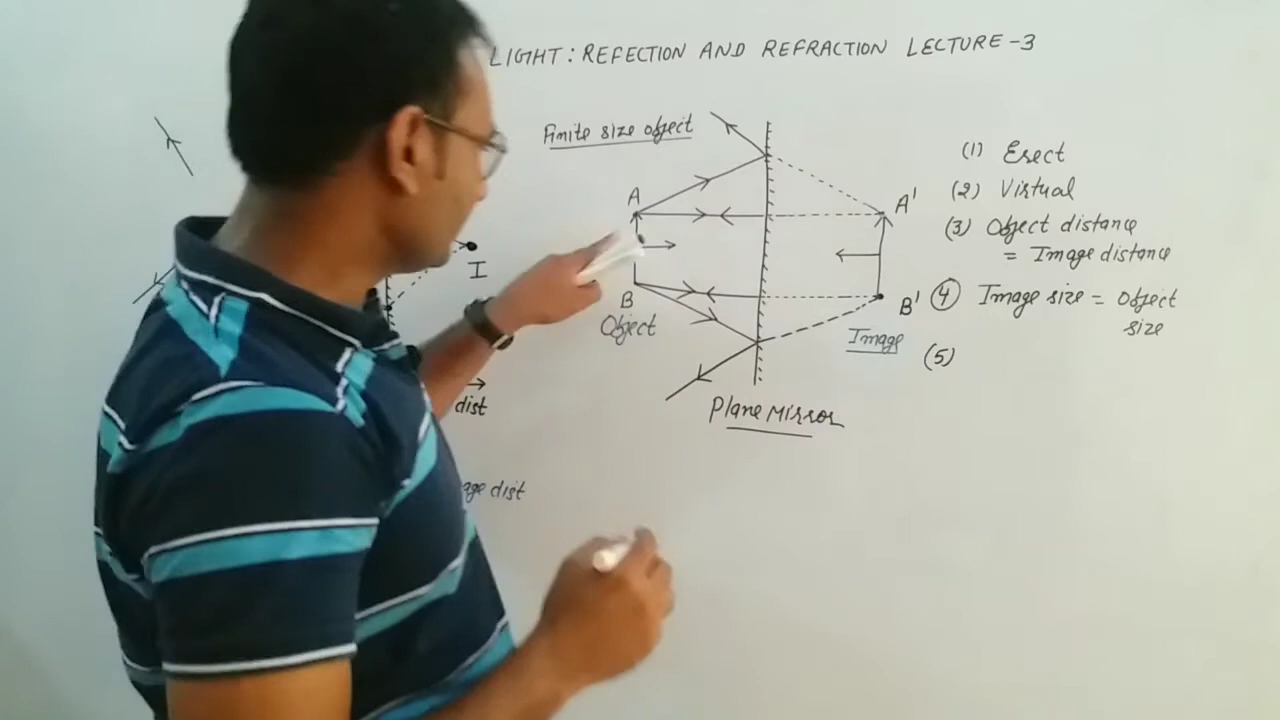 LIGHT : REFECTION AND REFRACTION LECTURE-3
Finite size object
A
B
Object
I
dist
age dist
A'
B'
Image
Plane Mirror
(1) Erect
(2) Virtual
(3) Object distance
= Image distance
(4) Image size = Object
size
(5)